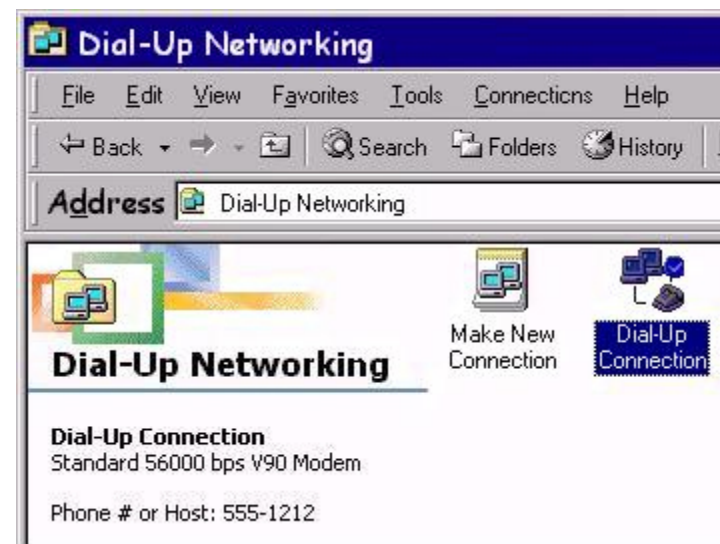 Dial-Up Networking
File Edit View Favorites Tools Connections Help
Back Search Folders History
Address Dial-Up Networking
Make New Connection
Dial-Up Connection
Dial-Up Networking
Dial-Up Connection
Standard 56000 bps V90 Modem
Phone # or Host: 555-1212